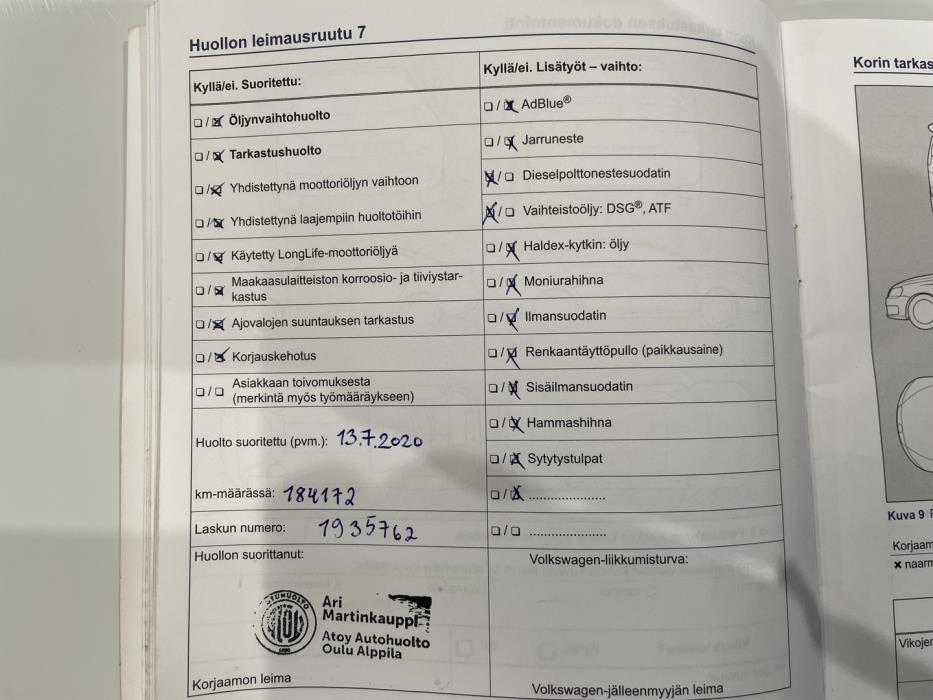 Huollon leimausruutu 7
Kyllä/ei. Suoritettu:
☐ / ☒ Öljynvaihtohuolto
☐ / ☒ Tarkastushuolto
☐ / ☒ Yhdistettynä moottoriöljyn vaihtoon
☐ / ☒ Yhdistettynä laajempiin huoltotöihin
☐ / ☒ Käytetty LongLife-moottoriöljyä
☐ / ☒ Maakaasulaitteiston korroosio- ja tiiviystar-
kastus
☐ / ☒ Ajovalojen suuntauksen tarkastus
☐ / ☒ Korjauskehotus
☐ / ☐ Asiakkaan toivomuksesta
(merkintä myös työmääräykseen)
Huolto suoritettu (pvm.): 13.7.2020
km-määrässä: 184172
Laskun numero: 1935762
Huollon suorittanut:
AUTOHUOLTO
Ari
Martinkauppi
Atoy Autohuolto
Oulu Alppila
Korjaamon leima
Kyllä/ei. Lisätyöt – vaihto:
☐ / ☒ AdBlue®
☐ / ☒ Jarruneste
☒ / ☐ Dieselpolttonestesuodatin
☒ / ☐ Vaihteistoöljy: DSG®, ATF
☐ / ☒ Haldex-kytkin: öljy
☐ / ☒ Moniurahihna
☐ / ☒ Ilmansuodatin
☐ / ☒ Renkaantäyttöpullo (paikkausaine)
☐ / ☒ Sisäilmansuodatin
☐ / ☒ Hammashihna
☐ / ☒ Sytytystulpat
☐ / ☒ .....................
☐ / ☐ .....................
Volkswagen-liikkumisturva:
Volkswagen-jälleenmyyjän leima
Korin tarkas
Kuva 9
Korjaam
✖ naarm
Vikojen